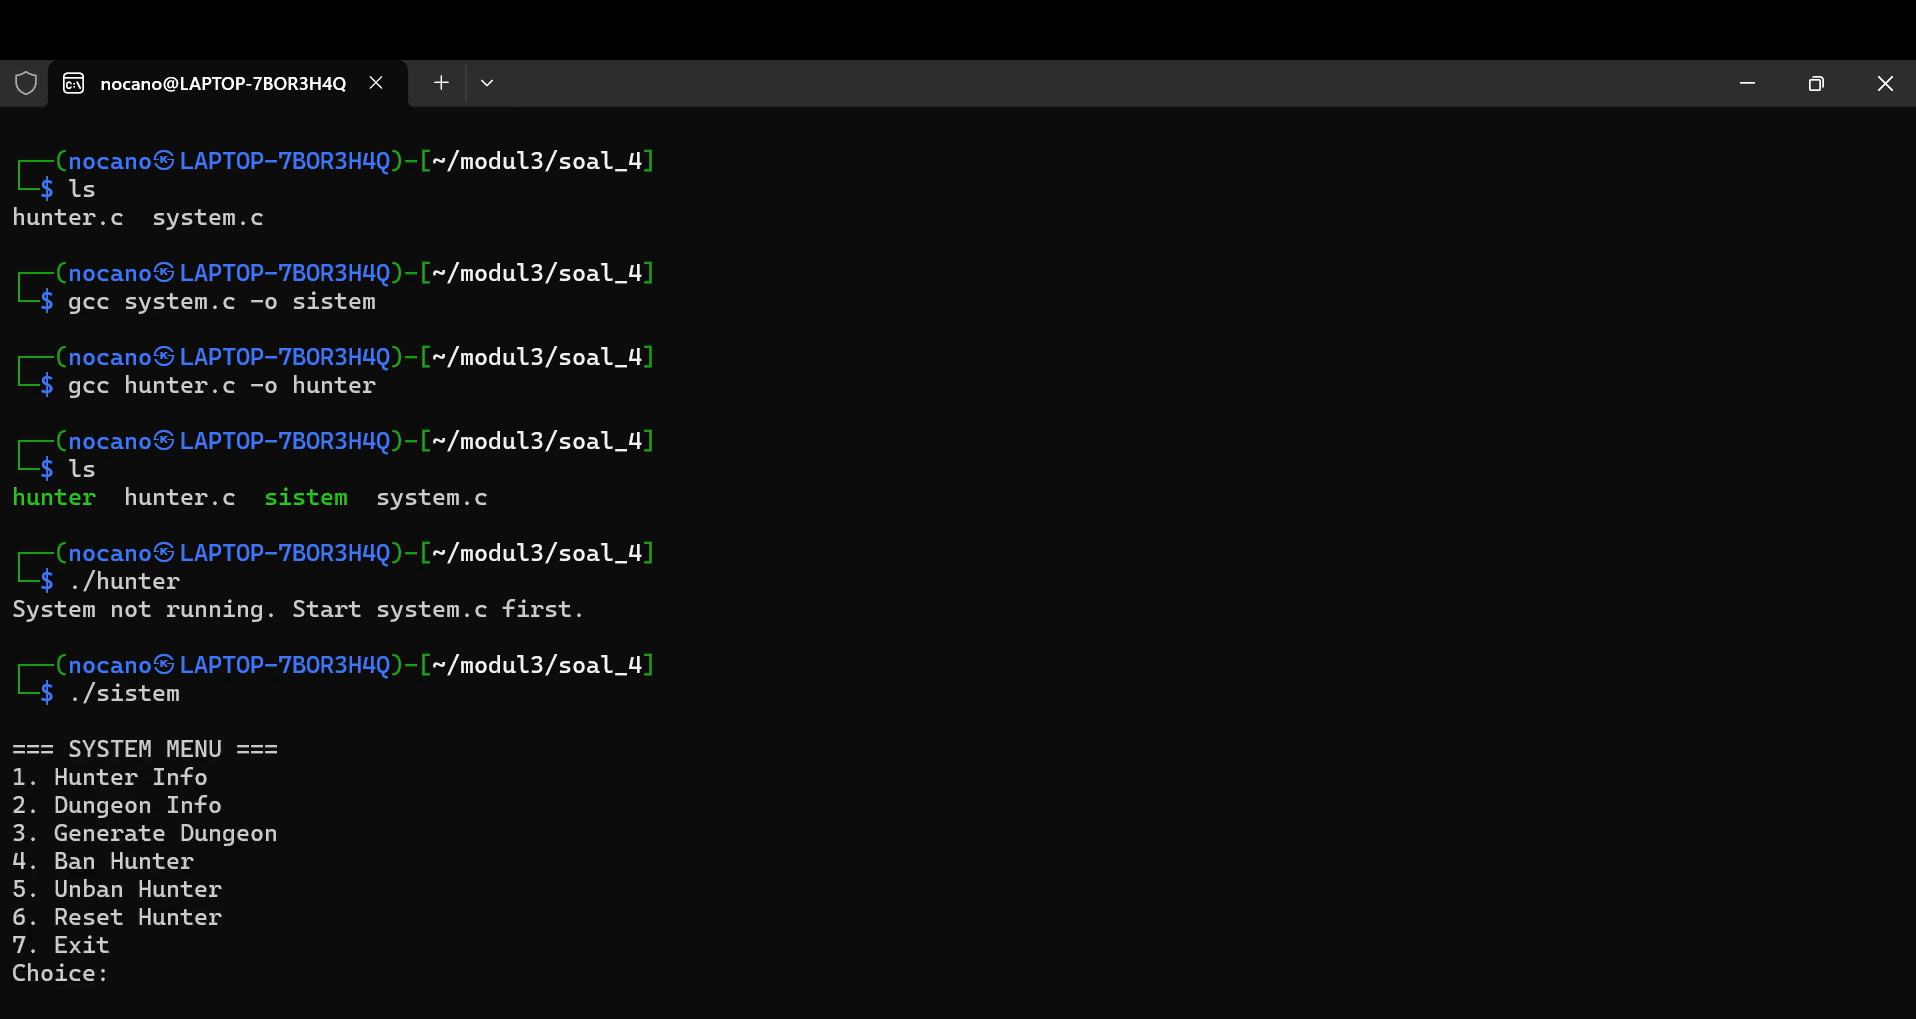 nocano@LAPTOP-7BOR3H4Q
┌──(nocano㉿LAPTOP-7BOR3H4Q)-[~/modul3/soal_4]
└─$ ls
hunter.c  system.c
┌──(nocano㉿LAPTOP-7BOR3H4Q)-[~/modul3/soal_4]
└─$ gcc system.c -o sistem
┌──(nocano㉿LAPTOP-7BOR3H4Q)-[~/modul3/soal_4]
└─$ gcc hunter.c -o hunter
┌──(nocano㉿LAPTOP-7BOR3H4Q)-[~/modul3/soal_4]
└─$ ls
hunter  hunter.c  sistem  system.c
┌──(nocano㉿LAPTOP-7BOR3H4Q)-[~/modul3/soal_4]
└─$ ./hunter
System not running. Start system.c first.
┌──(nocano㉿LAPTOP-7BOR3H4Q)-[~/modul3/soal_4]
└─$ ./sistem
=== SYSTEM MENU ===
1. Hunter Info
2. Dungeon Info
3. Generate Dungeon
4. Ban Hunter
5. Unban Hunter
6. Reset Hunter
7. Exit
Choice: